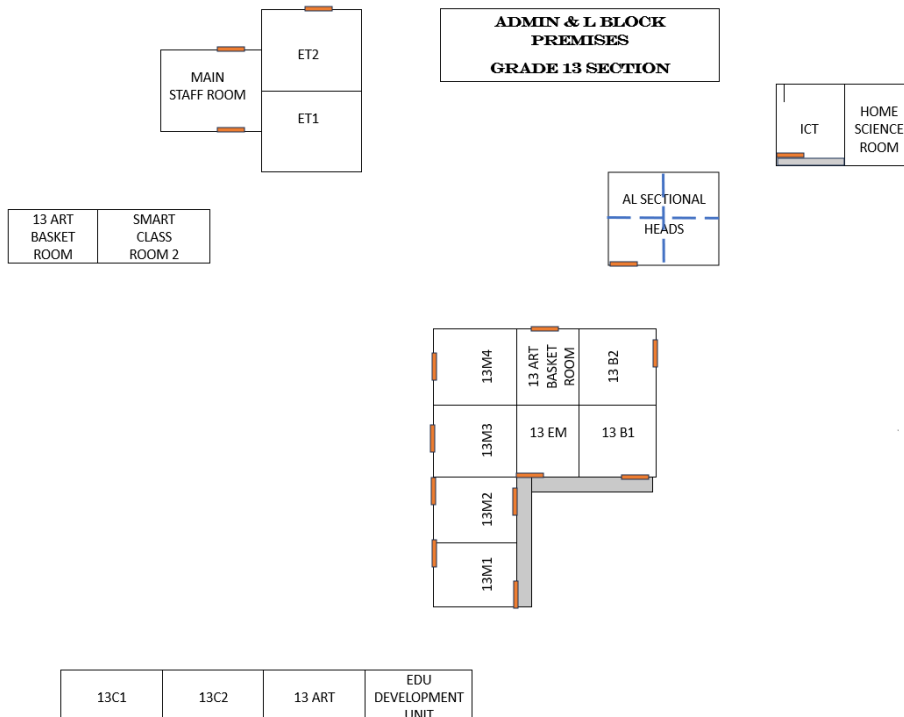 ADMIN & L BLOCK
PREMISES
GRADE 13 SECTION
ET2
MAIN
STAFF ROOM
ET1
ICT
HOME
SCIENCE
ROOM
AL SECTIONAL
HEADS
13 ART
BASKET
ROOM
SMART
CLASS
ROOM 2
13M4
13 ART
BASKET
ROOM
13 B2
13M3
13 EM
13 B1
13M2
13M1
13C1
13C2
13 ART
EDU
DEVELOPMENT
UNIT